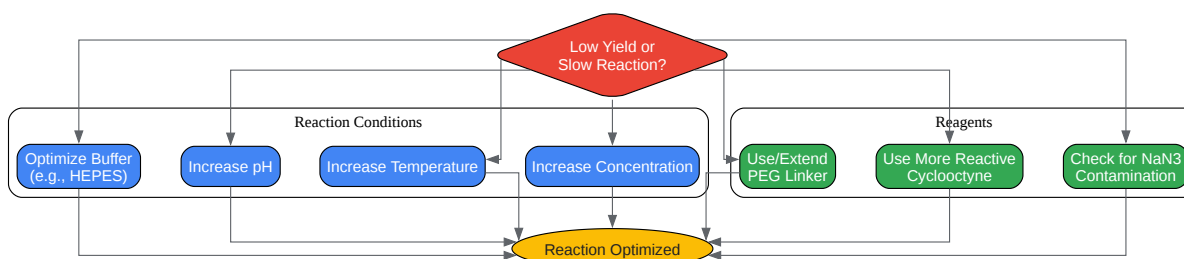 Low Yield or
Slow Reaction?
Reaction Conditions
Reagents
Optimize Buffer
(e.g., HEPES)
Increase pH
Increase Temperature
Increase Concentration
Use/Extend
PEG Linker
Use More Reactive
Cyclooctyne
Check for NaN3
Contamination
Reaction Optimized